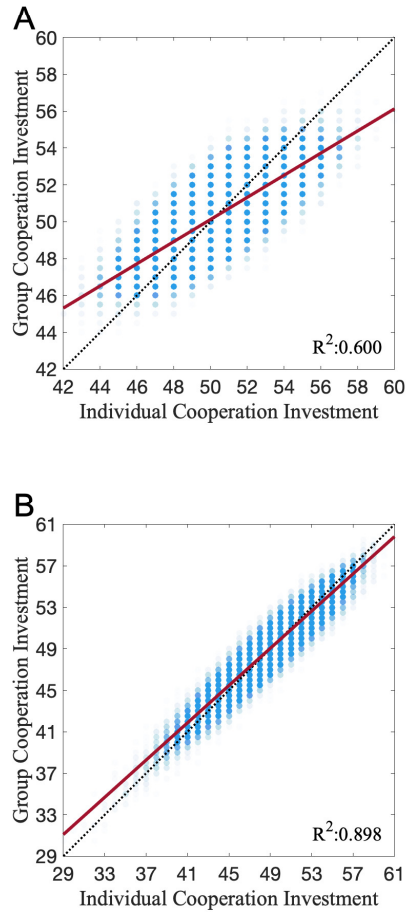 A
60
58
56
54
52
50
48
46
44
42
Group Cooperation Investment
R²:0.600
42 44 46 48 50 52 54 56 58 60
Individual Cooperation Investment
B
61
57
53
49
45
41
37
33
29
Group Cooperation Investment
R²:0.898
29 33 37 41 45 49 53 57 61
Individual Cooperation Investment